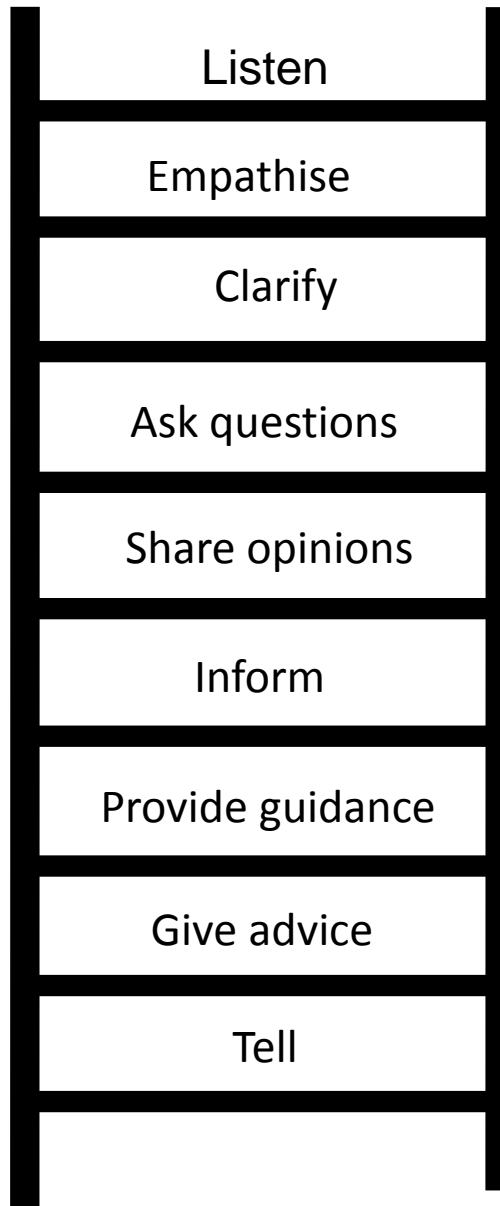 Listen
Empathise
Clarify
Ask questions
Share opinions
Inform
Provide guidance
Give advice
Tell